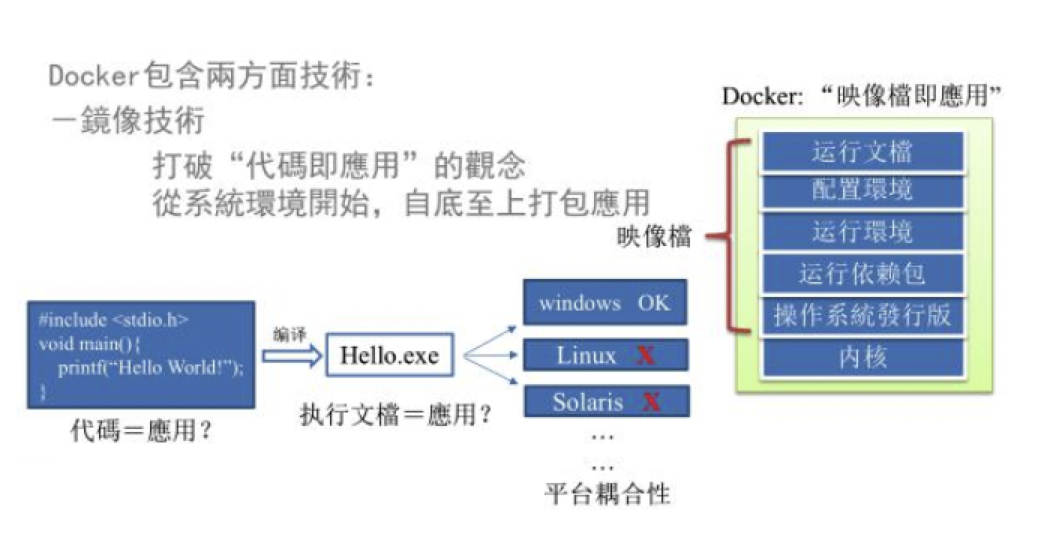 Docker包含兩方面技術：
－鏡像技術
打破“代碼即應用”的觀念
從系統環境開始，自底至上打包應用
Docker: “映像檔即應用”
运行文檔
配置環境
运行環境
运行依赖包
操作系統發行版
内核
映像檔
#include <stdio.h>
void main(){
printf(“Hello World!”);
}
代碼＝應用？
编译
Hello.exe
执行文檔＝應用？
windows OK
Linux X
Solaris X
…
…
平台耦合性